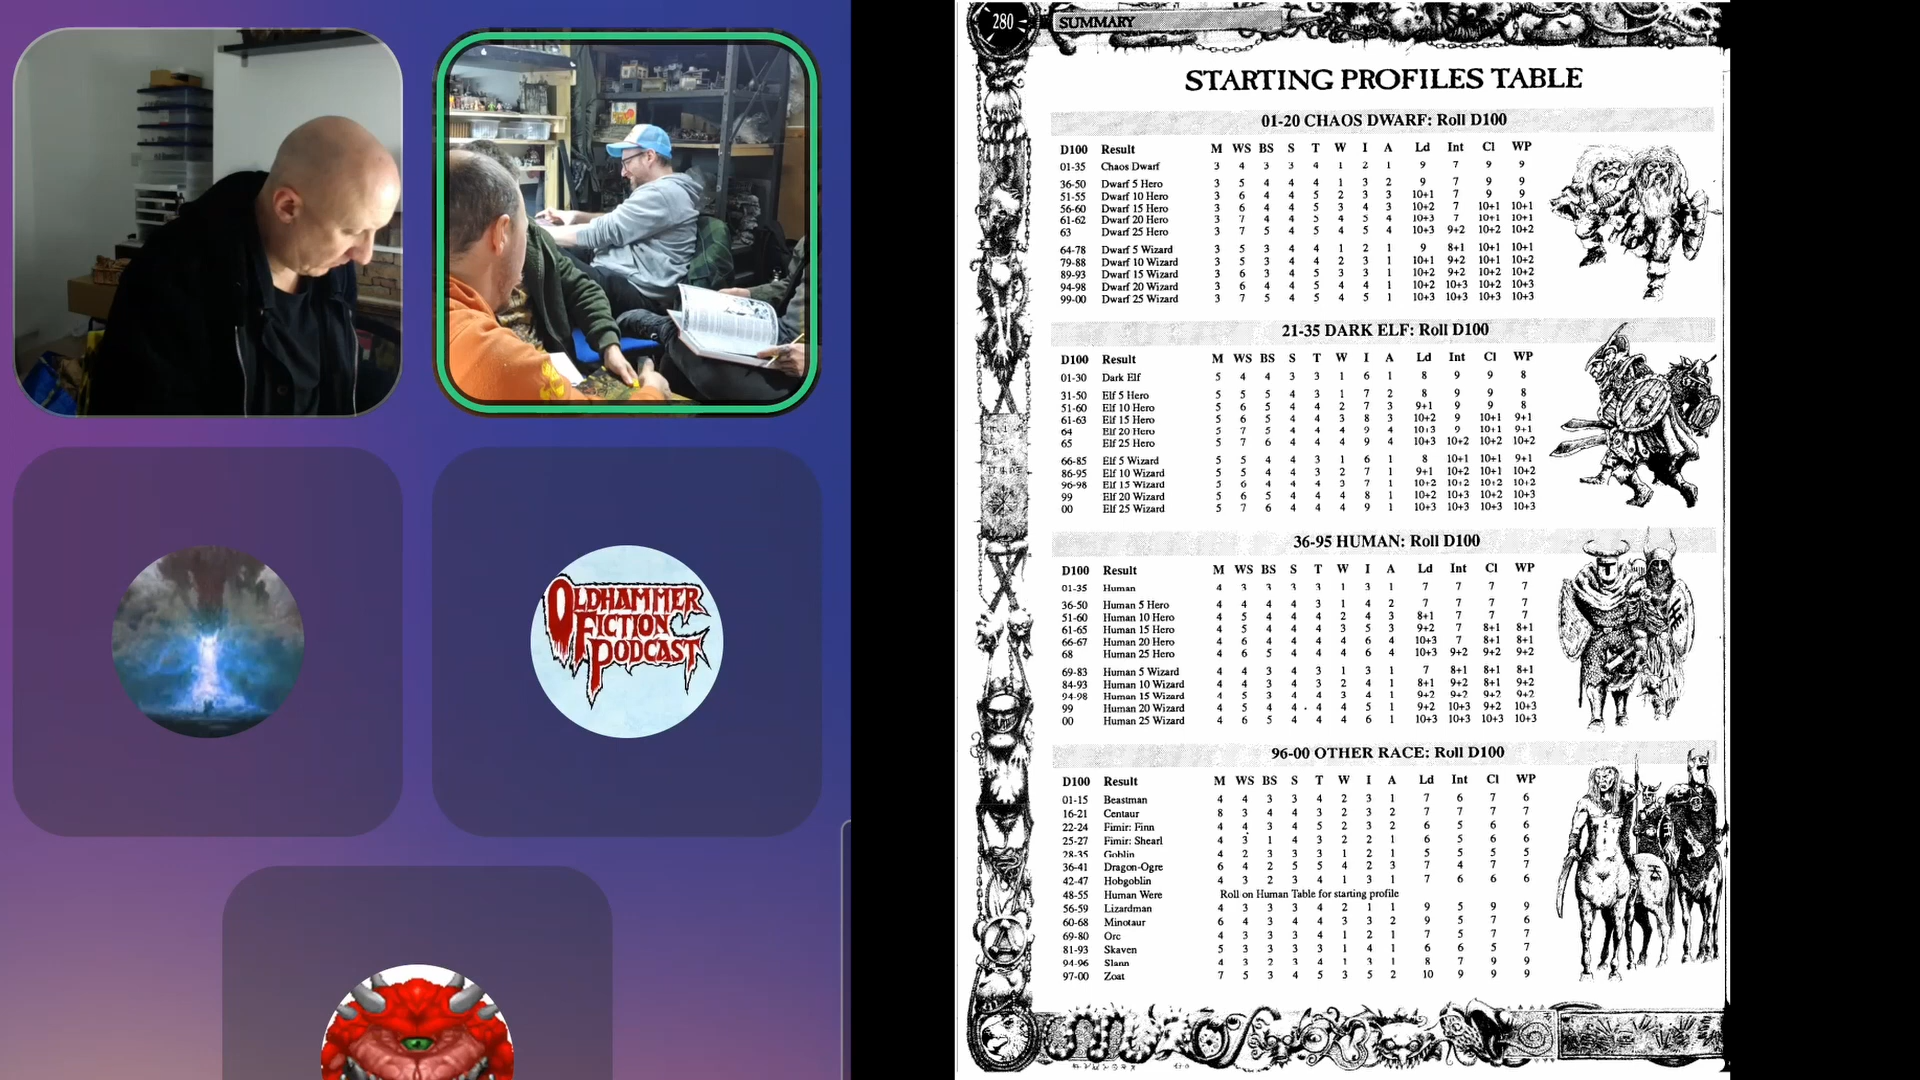 OLDHAMMER
FICTION
PODCAST
280 SUMMARY
STARTING PROFILES TABLE
01-20 CHAOS DWARF: Roll D100
D100 Result M WS BS S T W I A Ld Int Cl WP
01-35 Chaos Dwarf 3 4 3 3 4 1 2 1 9 7 9 9
36-50 Dwarf 5 Hero 3 5 4 4 4 1 3 2 9 7 9 9
51-55 Dwarf 10 Hero 3 6 4 4 5 2 3 3 10+1 7 9 9
56-60 Dwarf 15 Hero 3 6 4 4 5 3 4 3 10+2 7 10+1 10+1
61-62 Dwarf 20 Hero 3 7 4 4 5 4 5 4 10+3 7 10+1 10+1
63 Dwarf 25 Hero 3 7 5 4 5 4 5 4 10+3 9+2 10+2 10+2
64-78 Dwarf 5 Wizard 3 5 3 4 4 1 2 1 9 8+1 10+1 10+1
79-88 Dwarf 10 Wizard 3 5 3 4 4 2 3 1 10+1 9+2 10+1 10+2
89-93 Dwarf 15 Wizard 3 6 3 4 5 3 3 1 10+2 9+2 10+2 10+2
94-98 Dwarf 20 Wizard 3 6 4 4 5 4 4 1 10+2 10+3 10+2 10+3
99-00 Dwarf 25 Wizard 3 7 5 4 5 4 5 1 10+3 10+3 10+3 10+3
21-35 DARK ELF: Roll D100
D100 Result M WS BS S T W I A Ld Int Cl WP
01-30 Dark Elf 5 4 4 3 3 1 6 1 8 9 9 8
31-50 Elf 5 Hero 5 5 5 4 3 1 7 2 8 9 9 8
51-60 Elf 10 Hero 5 6 5 4 4 2 7 3 9+1 9 9 8
61-63 Elf 15 Hero 5 6 5 4 4 3 8 3 10+2 9 10+1 9+1
64 Elf 20 Hero 5 7 5 4 4 4 9 4 10+3 9 10+1 9+1
65 Elf 25 Hero 5 7 6 4 4 4 9 4 10+3 10+2 10+2 10+2
66-85 Elf 5 Wizard 5 5 4 4 3 1 6 1 8 10+1 10+1 9+1
86-95 Elf 10 Wizard 5 5 4 4 3 2 7 1 9+1 10+2 10+1 10+2
96-98 Elf 15 Wizard 5 6 4 4 4 3 7 1 10+2 10+2 10+2 10+2
99 Elf 20 Wizard 5 6 5 4 4 4 8 1 10+2 10+3 10+2 10+3
00 Elf 25 Wizard 5 7 6 4 4 4 9 1 10+3 10+3 10+3 10+3
36-95 HUMAN: Roll D100
D100 Result M WS BS S T W I A Ld Int Cl WP
01-35 Human 4 3 3 3 3 1 3 1 7 7 7 7
36-50 Human 5 Hero 4 4 4 4 3 1 4 2 7 7 7 7
51-60 Human 10 Hero 4 5 4 4 4 2 4 3 8+1 7 7 7
61-65 Human 15 Hero 4 5 4 4 4 3 5 3 9+2 7 8+1 8+1
66-67 Human 20 Hero 4 6 4 4 4 4 6 4 10+3 7 8+1 8+1
68 Human 25 Hero 4 6 5 4 4 4 6 4 10+3 9+2 9+2 9+2
69-83 Human 5 Wizard 4 4 3 4 3 1 3 1 7 8+1 8+1 8+1
84-93 Human 10 Wizard 4 4 3 4 3 2 4 1 8+1 9+2 8+1 9+2
94-98 Human 15 Wizard 4 5 3 4 4 3 4 1 9+2 9+2 9+2 9+2
99 Human 20 Wizard 4 5 4 4 4 4 5 1 9+2 10+3 9+2 10+3
00 Human 25 Wizard 4 6 5 4 4 4 6 1 10+3 10+3 10+3 10+3
96-00 OTHER RACE: Roll D100
D100 Result M WS BS S T W I A Ld Int Cl WP
01-15 Beastman 4 4 3 3 4 2 3 1 7 6 7 6
16-21 Centaur 8 3 4 4 3 2 3 2 7 7 7 7
22-24 Fimir: Finn 4 4 3 4 5 2 3 2 6 5 6 6
25-27 Fimir: Shearl 4 3 1 4 3 2 2 1 6 5 6 6
28-35 Goblin 4 2 3 3 3 1 2 1 5 5 5 5
36-41 Dragon-Ogre 6 4 2 5 5 4 2 3 7 4 7 7
42-47 Hobgoblin 4 3 2 3 4 1 3 1 7 6 6 6
48-55 Human Were Roll on Human Table for starting profile
56-59 Lizardman 4 3 3 3 4 2 1 1 9 5 9 9
60-68 Minotaur 6 4 3 4 4 3 3 2 9 5 7 6
69-80 Orc 4 3 3 3 4 1 2 1 7 5 7 7
81-93 Skaven 5 3 3 3 3 1 4 1 6 6 5 7
94-96 Slann 4 3 2 3 4 1 3 1 8 7 9 9
97-00 Zoat 7 5 3 4 5 3 5 2 10 9 9 9